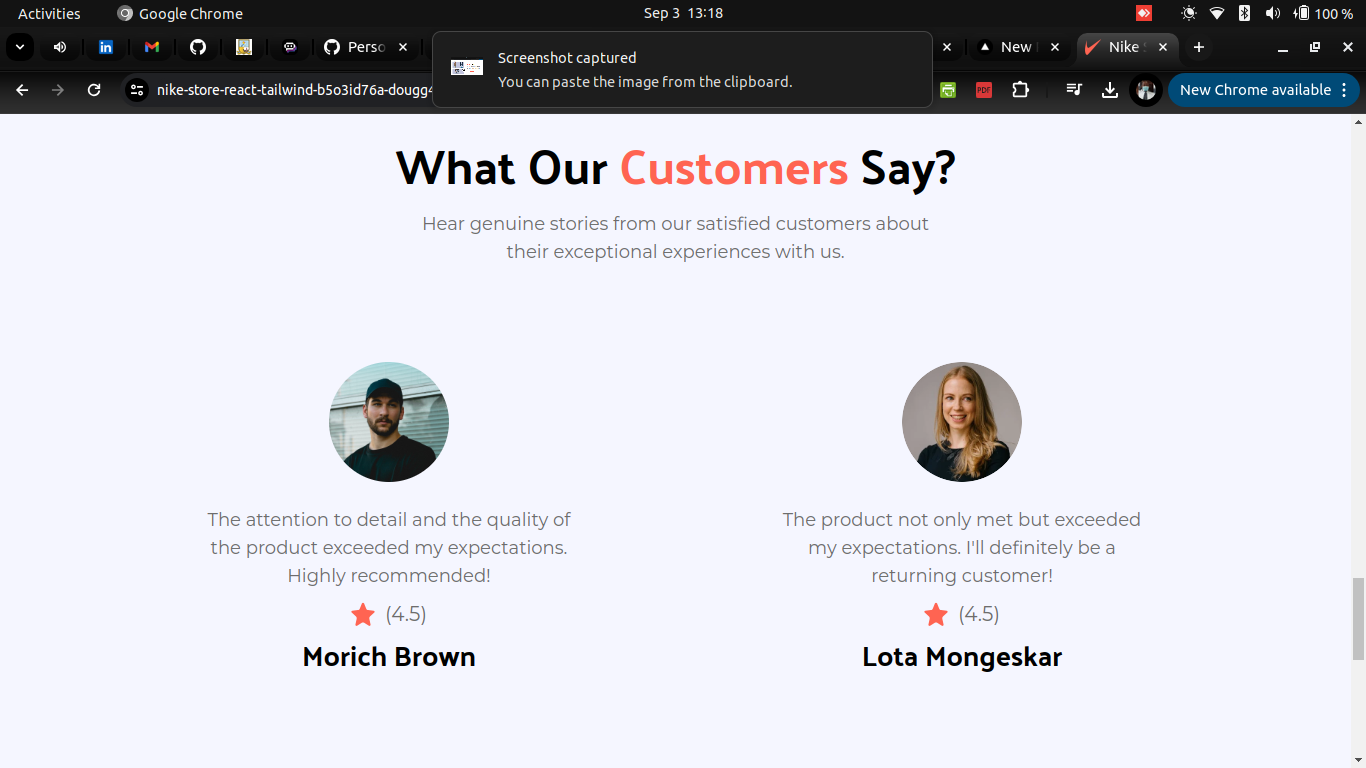 Activities
Google Chrome
Sep 3 13:18
100 %
Perso
New
Nike
Screenshot captured
You can paste the image from the clipboard.
nike-store-react-tailwind-b5o3id76a-dougg4
PDF
New Chrome available
What Our Customers Say?
Hear genuine stories from our satisfied customers about
their exceptional experiences with us.
The attention to detail and the quality of
the product exceeded my expectations.
Highly recommended!
(4.5)
Morich Brown
The product not only met but exceeded
my expectations. I'll definitely be a
returning customer!
(4.5)
Lota Mongeskar